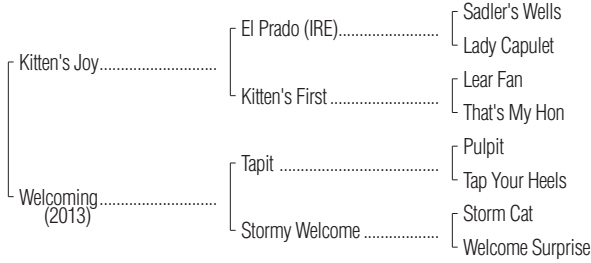 Sadler's Wells
El Prado (IRE)........................
Lady Capulet
Kitten's Joy............................
Lear Fan
Kitten's First ..........................
That's My Hon
Pulpit
Tapit ......................................
Tap Your Heels
Welcoming............................
(2013)
Storm Cat
Stormy Welcome ..................
Welcome Surprise